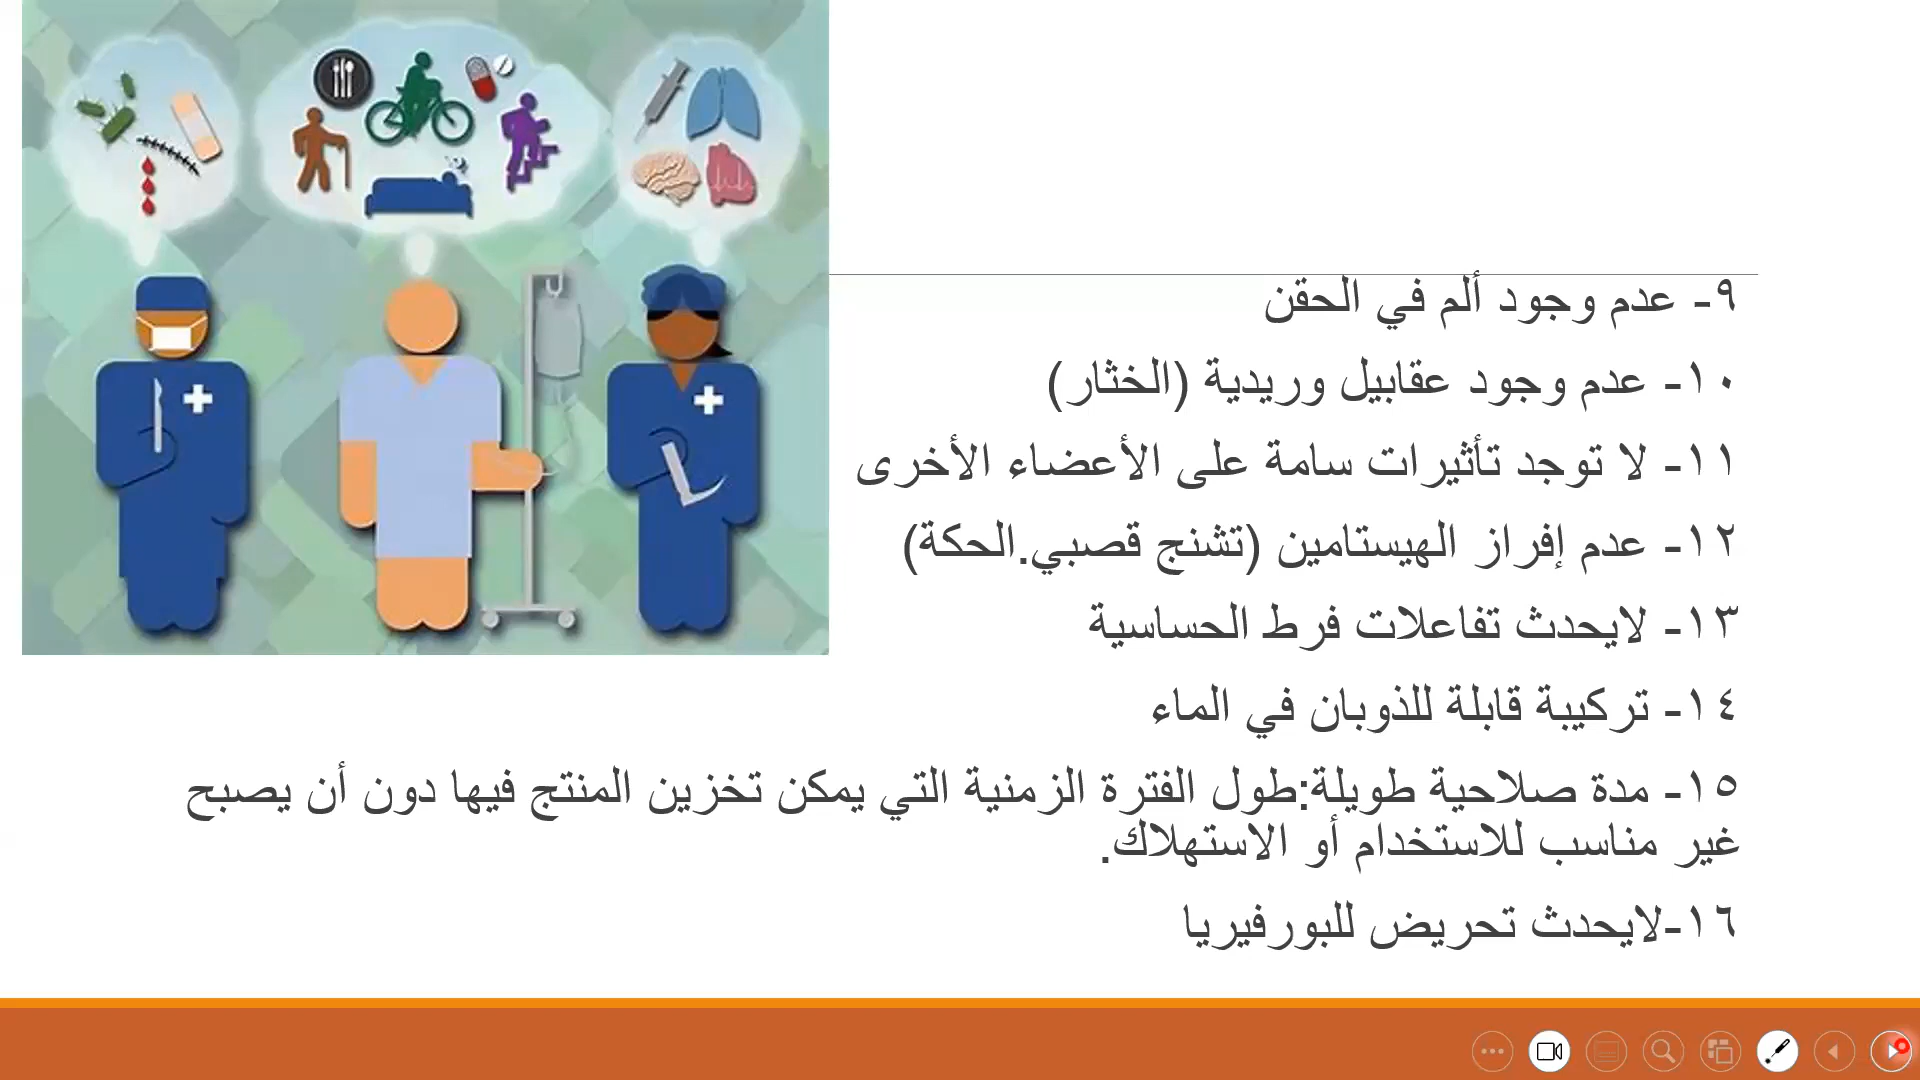 ٩- عدم وجود ألم في الحقن
١٠- عدم وجود عقابيل وريدية (الخثار)
١١- لا توجد تأثيرات سامة على الأعضاء الأخرى
١٢- عدم إفراز الهيستامين (تشنج قصبي.الحكة)
١٣- لايحدث تفاعلات فرط الحساسية
١٤- تركيبة قابلة للذوبان في الماء
١٥- مدة صلاحية طويلة:طول الفترة الزمنية التي يمكن تخزين المنتج فيها دون أن يصبح
غير مناسب للاستخدام أو الاستهلاك.
١٦-لايحدث تحريض للبورفيريا